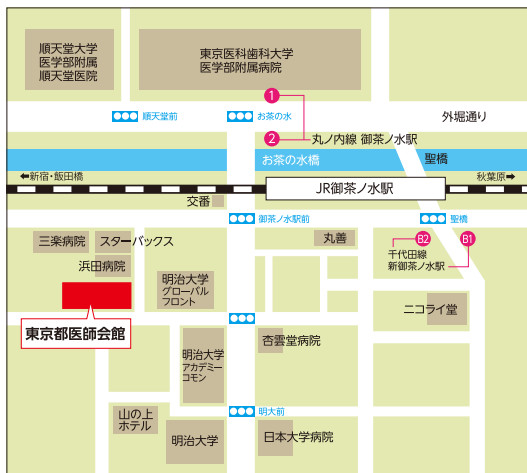 順天堂大学
医学部附属
順天堂医院
東京医科歯科大学
医学部附属病院
1
順天堂前
お茶の水
外堀通り
2
丸ノ内線 御茶ノ水駅
お茶の水橋
聖橋
←新宿・飯田橋
秋葉原→
JR御茶ノ水駅
交番
御茶ノ水駅前
聖橋
三楽病院
スターバックス
丸善
B2
B1
千代田線
新御茶ノ水駅
浜田病院
明治大学
グローバル
フロント
ニコライ堂
東京都医師会館
杏雲堂病院
明治大学
アカデミー
コモン
山の上
ホテル
明大前
明治大学
日本大学病院